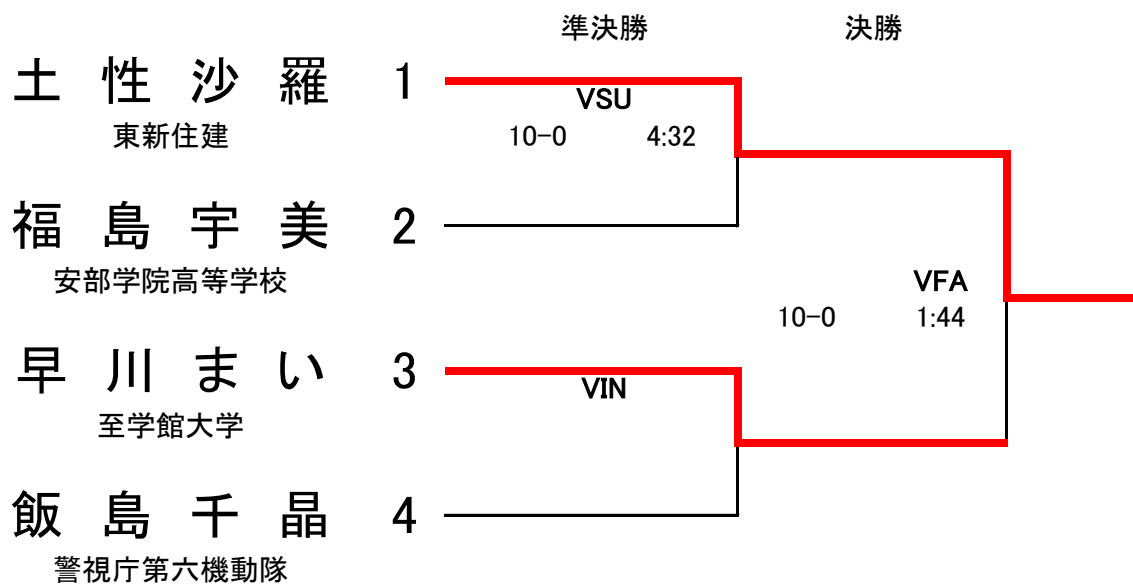 準決勝 決勝
土性沙羅 1
東新住建
VSU
10-0 4:32
福島宇美 2
安部学院高等学校
VFA
10-0 1:44
早川まい 3
至学館大学
VIN
飯島千晶 4
警視庁第六機動隊